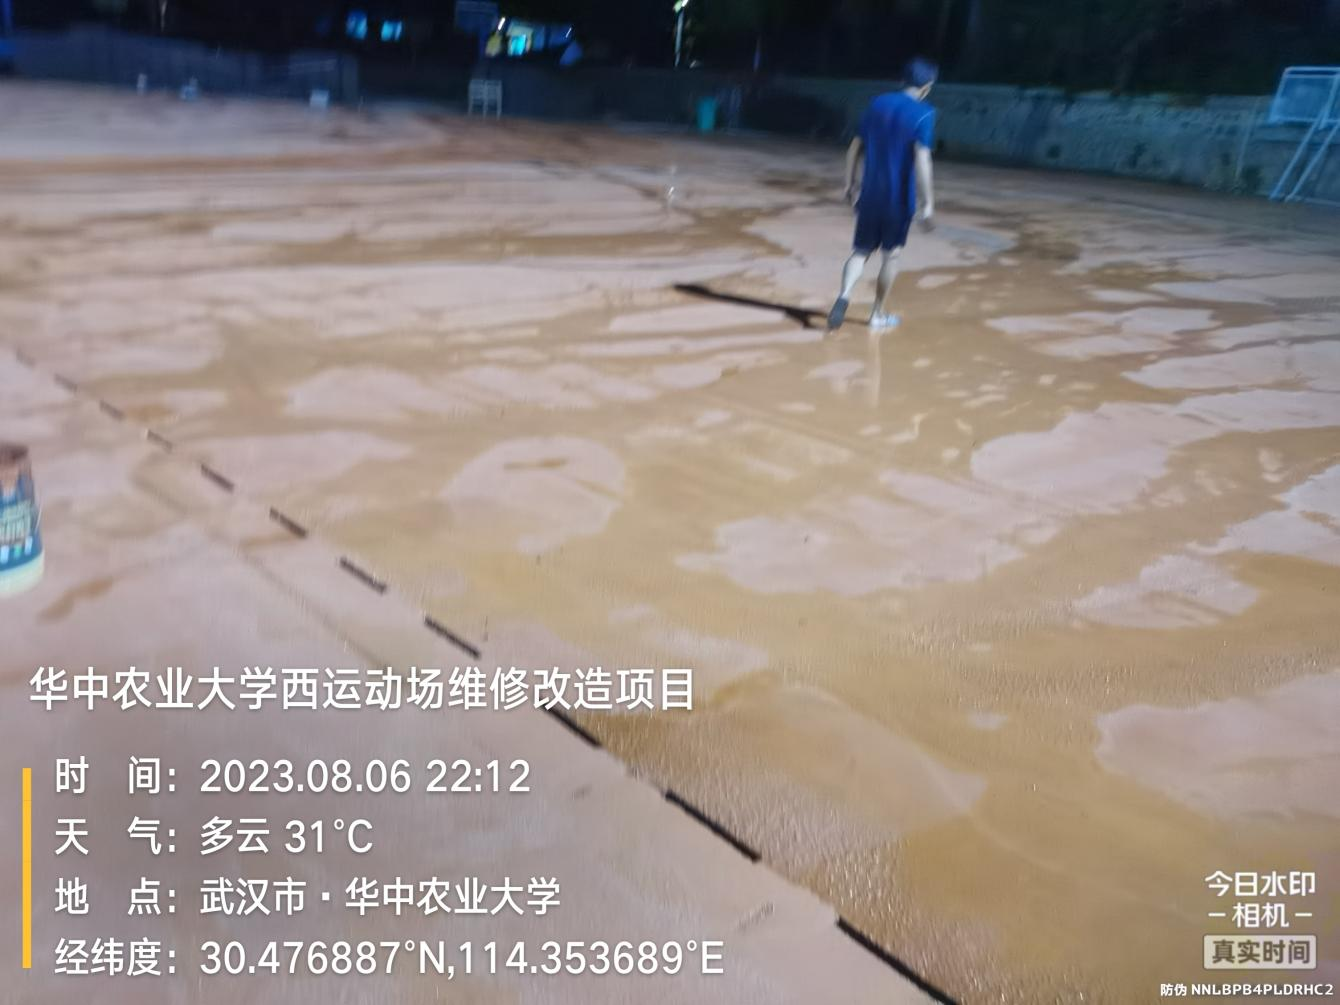 华中农业大学西运动场维修改造项目
时 间：2023.08.06 22:12
天 气：多云 31°C
地 点：武汉市·华中农业大学
经纬度：30.476887°N,114.353689°E
今日水印
-相机-
真实时间
防伪 NNLBPB4PLDRHC2